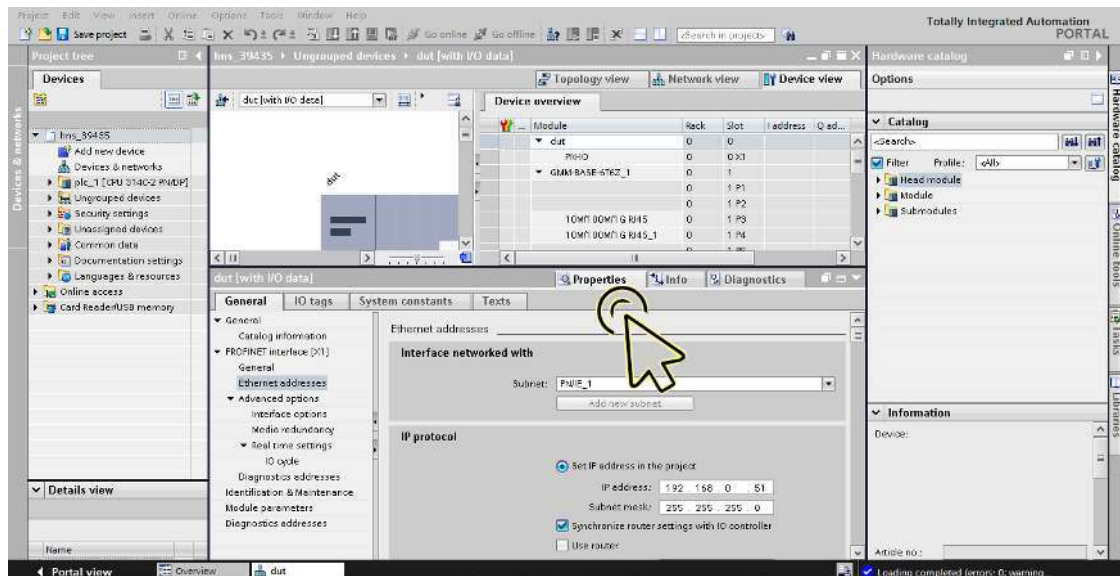 Project Edit View Insert Online Options Tools Window Help
Totally Integrated Automation
PORTAL
Save project
Go online
Go offline
<Search in project>
Project tree
hns_39435 ▸ Ungrouped devices ▸ dut [with I/O data]
Hardware catalog
Devices
Topology view
Network view
Device view
Options
dut [with I/O data]
Device overview
Module Rack Slot I address Q ad...
dut 0 0
PN-IO 0 0 X1
GMM-BASE-6T6Z_1 0 1
0 1 P1
0 1 P2
0 1 P3
0 1 P4
dut
hns_39435
Add new device
Devices & networks
plc_1 [CPU 314C-2 PN/DP]
Ungrouped devices
Security settings
Unassigned devices
Common data
Documentation settings
Languages & resources
Online access
Card Reader/USB memory
Catalog
<Search>
Filter Profile: <All>
Head module
Module
Submodules
Devices & networks
Hardware catalog
Online tools
Tasks
Libraries
dut [with I/O data]
Properties
Info
Diagnostics
General
IO tags
System constants
Texts
General
Catalog information
PROFINET interface [X1]
General
Ethernet addresses
Advanced options
Interface options
Media redundancy
Real time settings
IO cycle
Diagnostics addresses
Identification & Maintenance
Module parameters
Diagnostics addresses
Ethernet addresses
Interface networked with
Subnet: PN/IE_1
Add new subnet
IP protocol
Set IP address in the project
IP address: 192 . 168 . 0 . 51
Subnet mask: 255 . 255 . 255 . 0
Synchronize router settings with IO controller
Use router
Information
Device:
Article no.:
Details view
Name
Portal view
Overview
dut
Loading completed (errors: 0; warning...